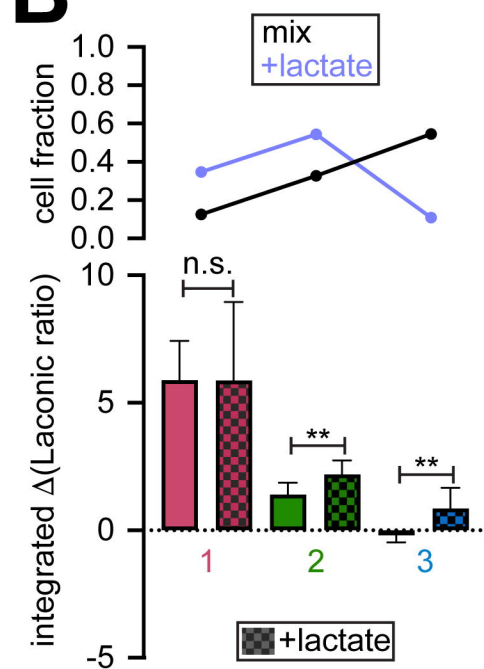 B
mix
+lactate
cell fraction
1.0
0.8
0.6
0.4
0.2
0.0
integrated Δ(Laconic ratio)
10
5
0
-5
n.s.
**
**
1
2
3
+lactate